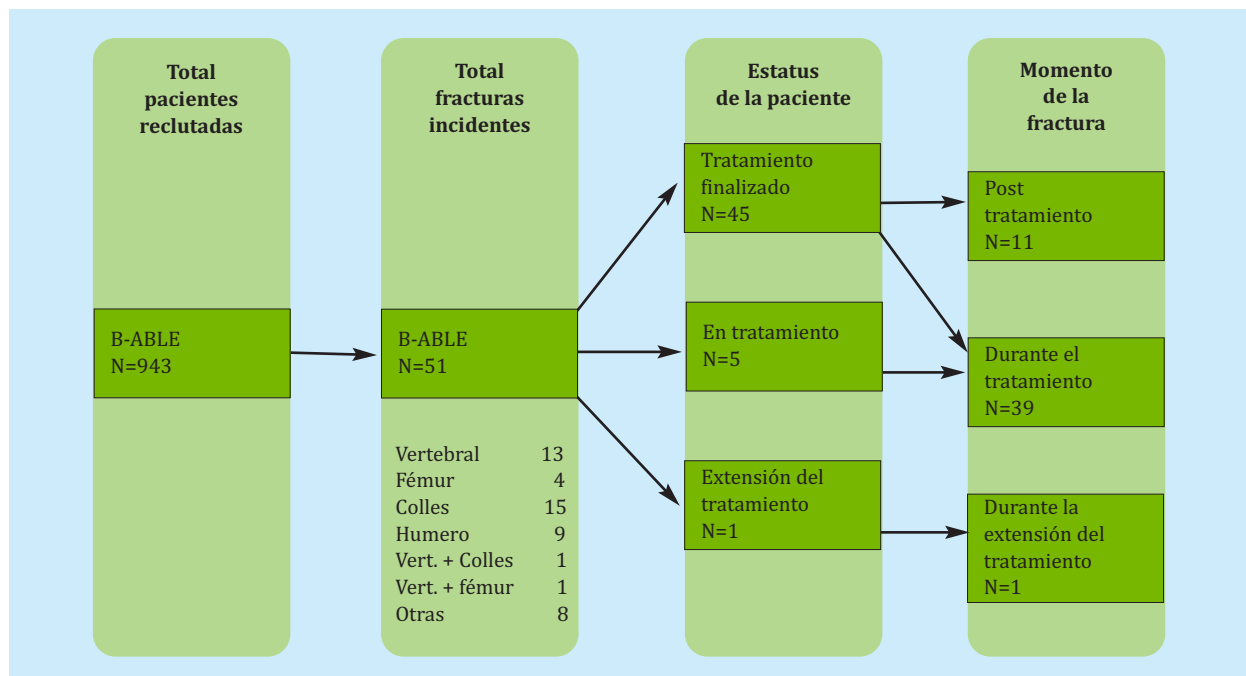 Total
pacientes
reclutadas
B-ABLE
N=943
Total
fracturas
incidentes
B-ABLE
N=51
Vertebral 13
Fémur 4
Colles 15
Humero 9
Vert. + Colles 1
Vert. + fémur 1
Otras 8
Estatus
de la paciente
Tratamiento
finalizado
N=45
En tratamiento
N=5
Extensión del
tratamiento
N=1
Momento
de la
fractura
Post
tratamiento
N=11
Durante el
tratamiento
N=39
Durante la
extensión del
tratamiento
N=1